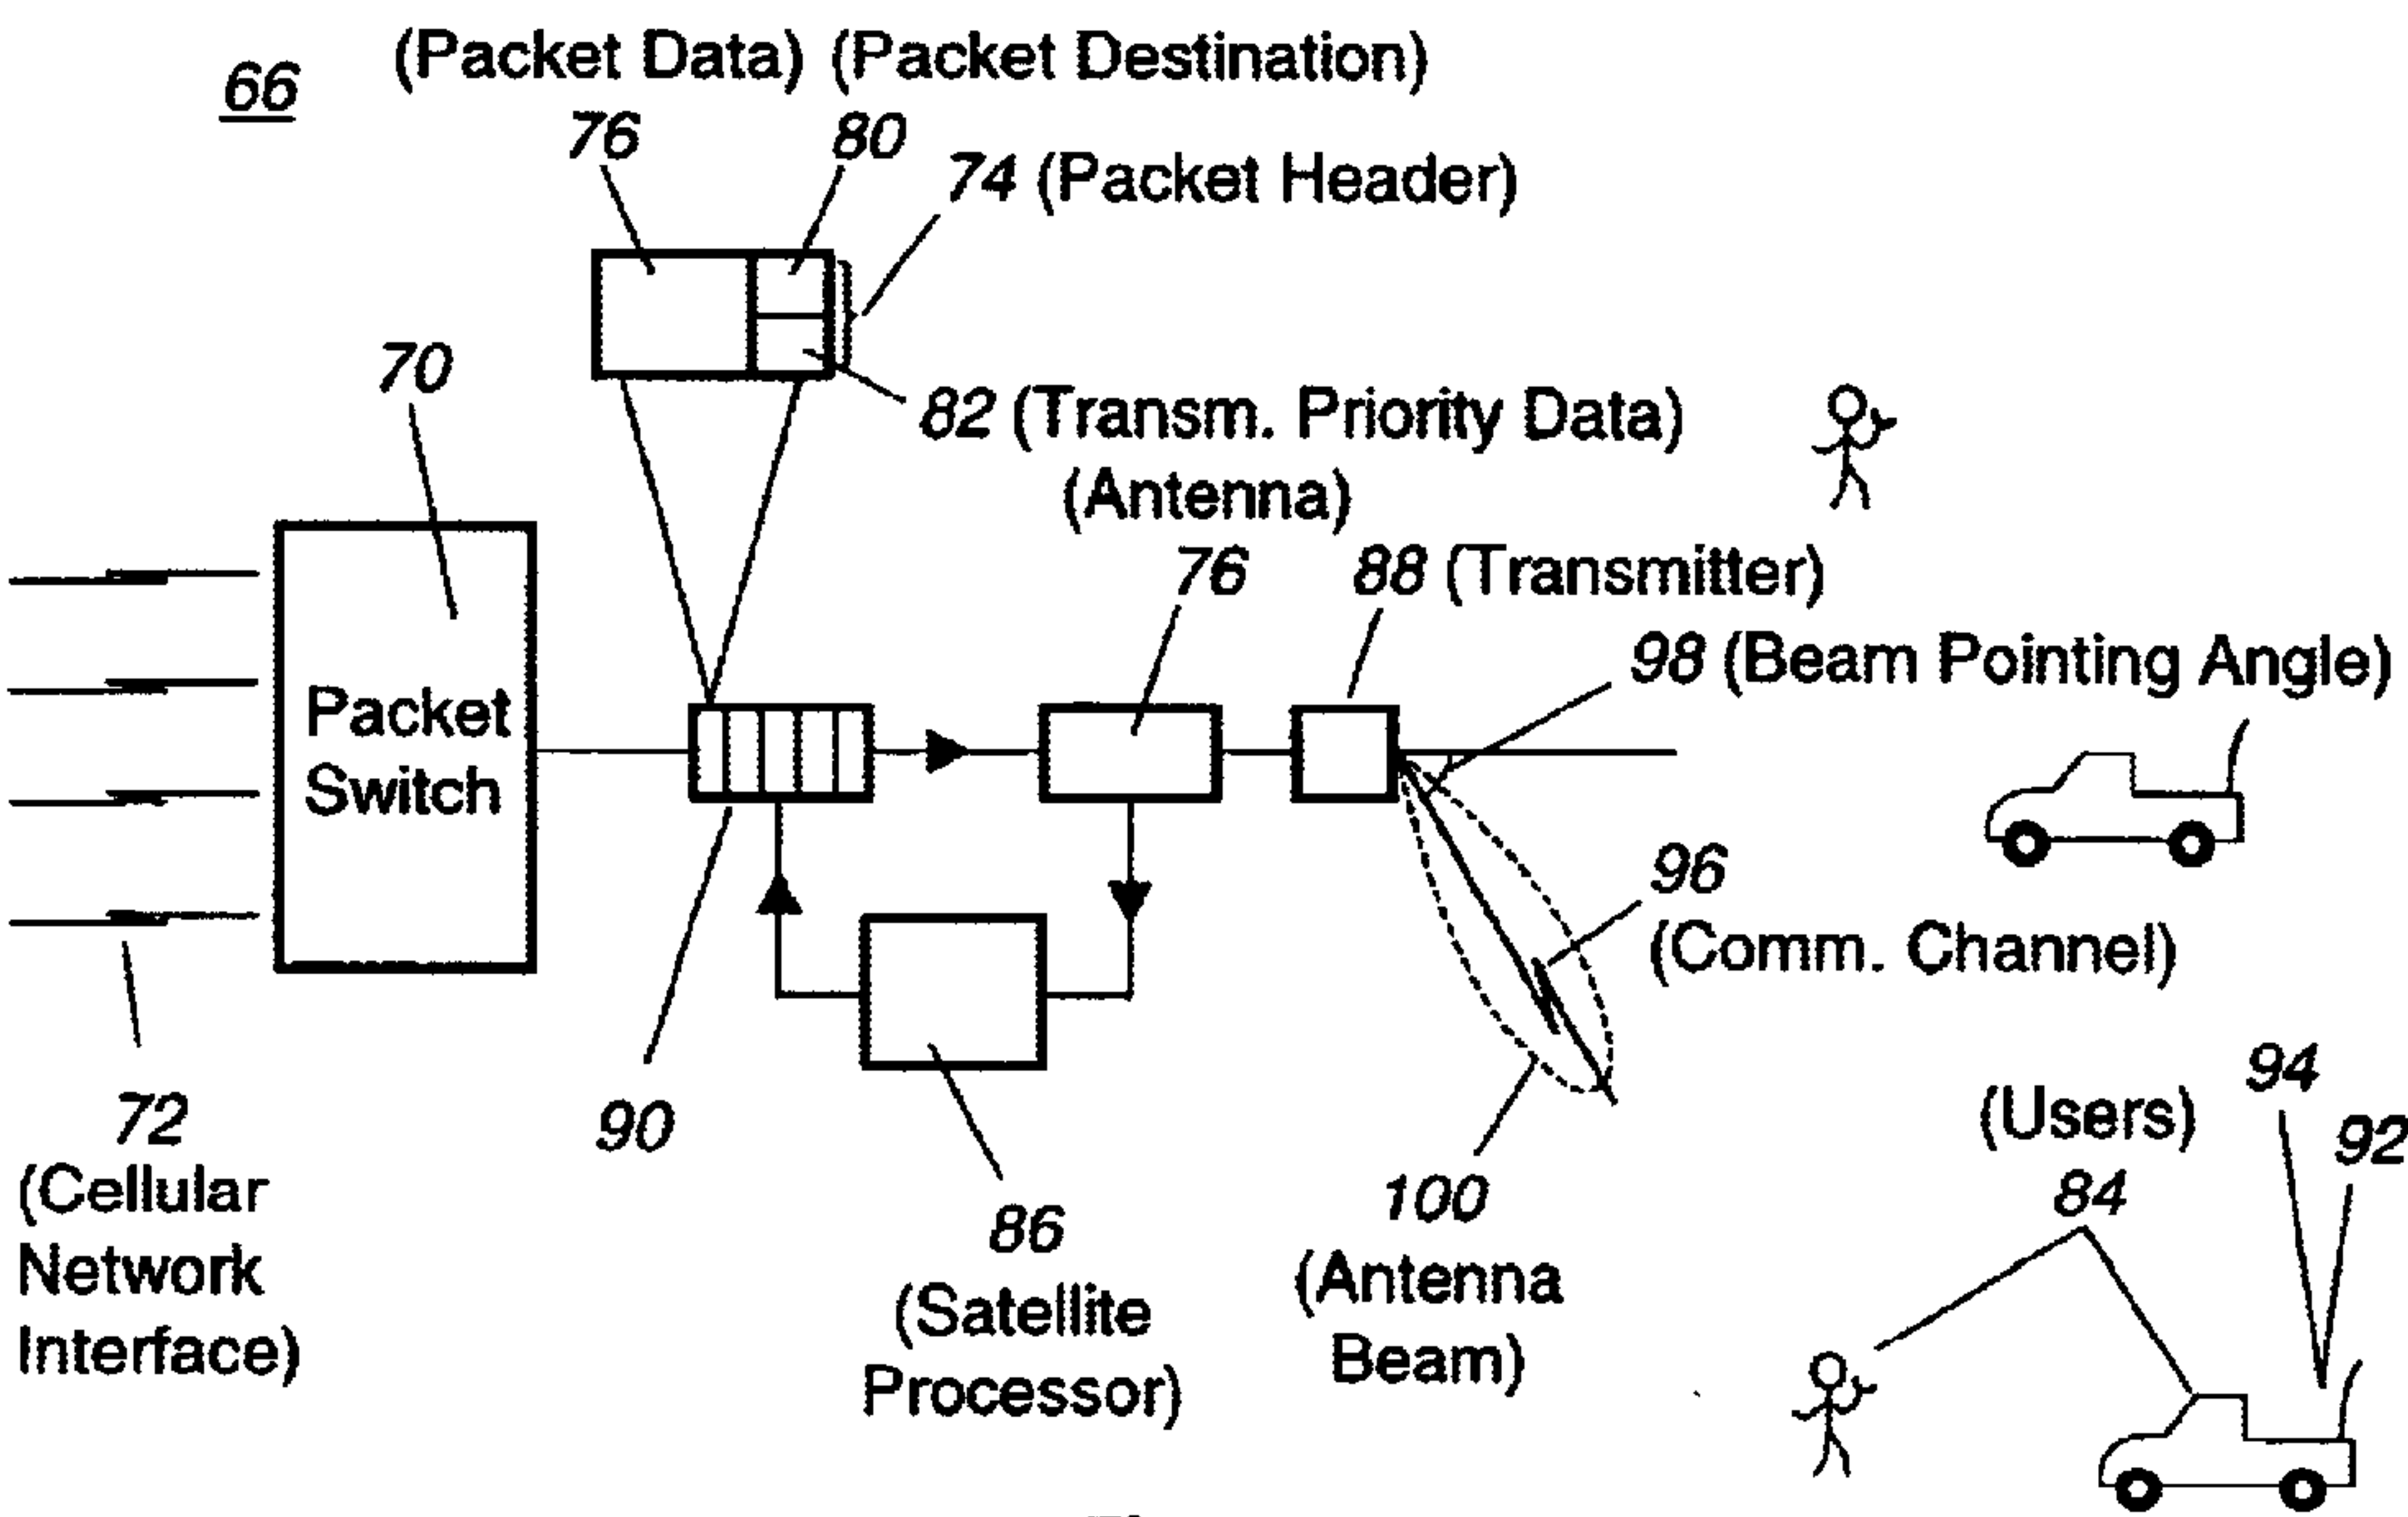 66
(Packet Data) (Packet Destination)
76
80
74 (Packet Header)
70
82 (Transm. Priority Data)
(Antenna)
76
88 (Transmitter)
98 (Beam Pointing Angle)
Packet
Switch
96
(Comm. Channel)
72
(Cellular
Network
Interface)
90
86
(Satellite
Processor)
100
(Antenna
Beam)
(Users)
84
94
92